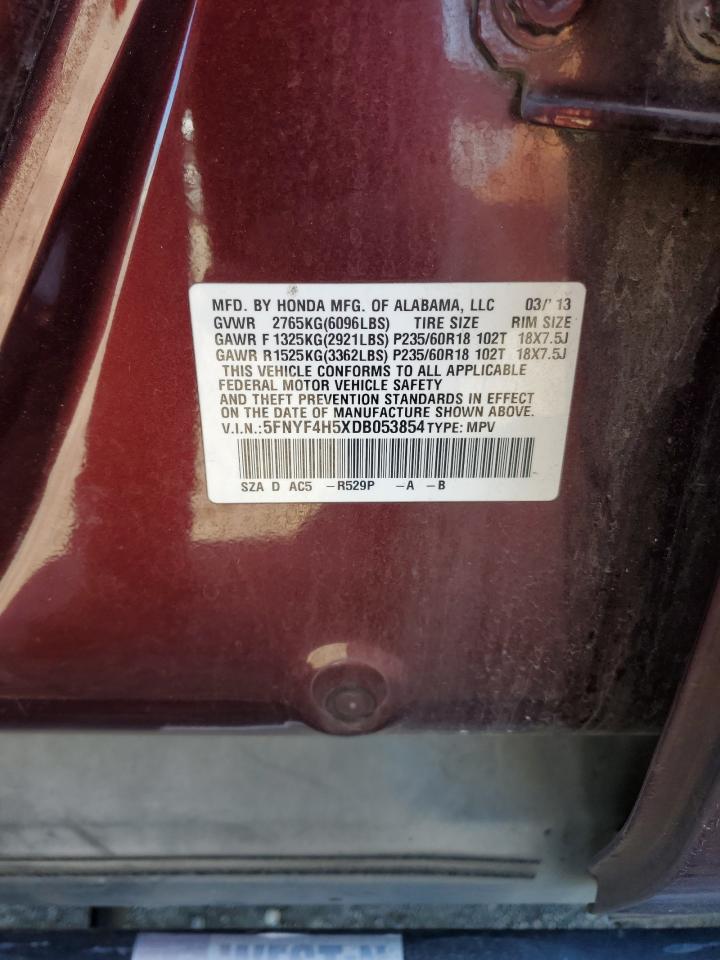 MFD. BY HONDA MFG. OF ALABAMA, LLC 03/'13
GVWR 2765KG(6096LBS) TIRE SIZE RIM SIZE
GAWR F 1325KG(2921LBS) P235/60R18 102T 18X7.5J
GAWR R 1525KG(3362LBS) P235/60R18 102T 18X7.5J
THIS VEHICLE CONFORMS TO ALL APPLICABLE
FEDERAL MOTOR VEHICLE SAFETY
AND THEFT PREVENTION STANDARDS IN EFFECT
ON THE DATE OF MANUFACTURE SHOWN ABOVE.
V.I.N.:5FNYF4H5XDB053854 TYPE: MPV
SZA D AC5 -R529P -A -B